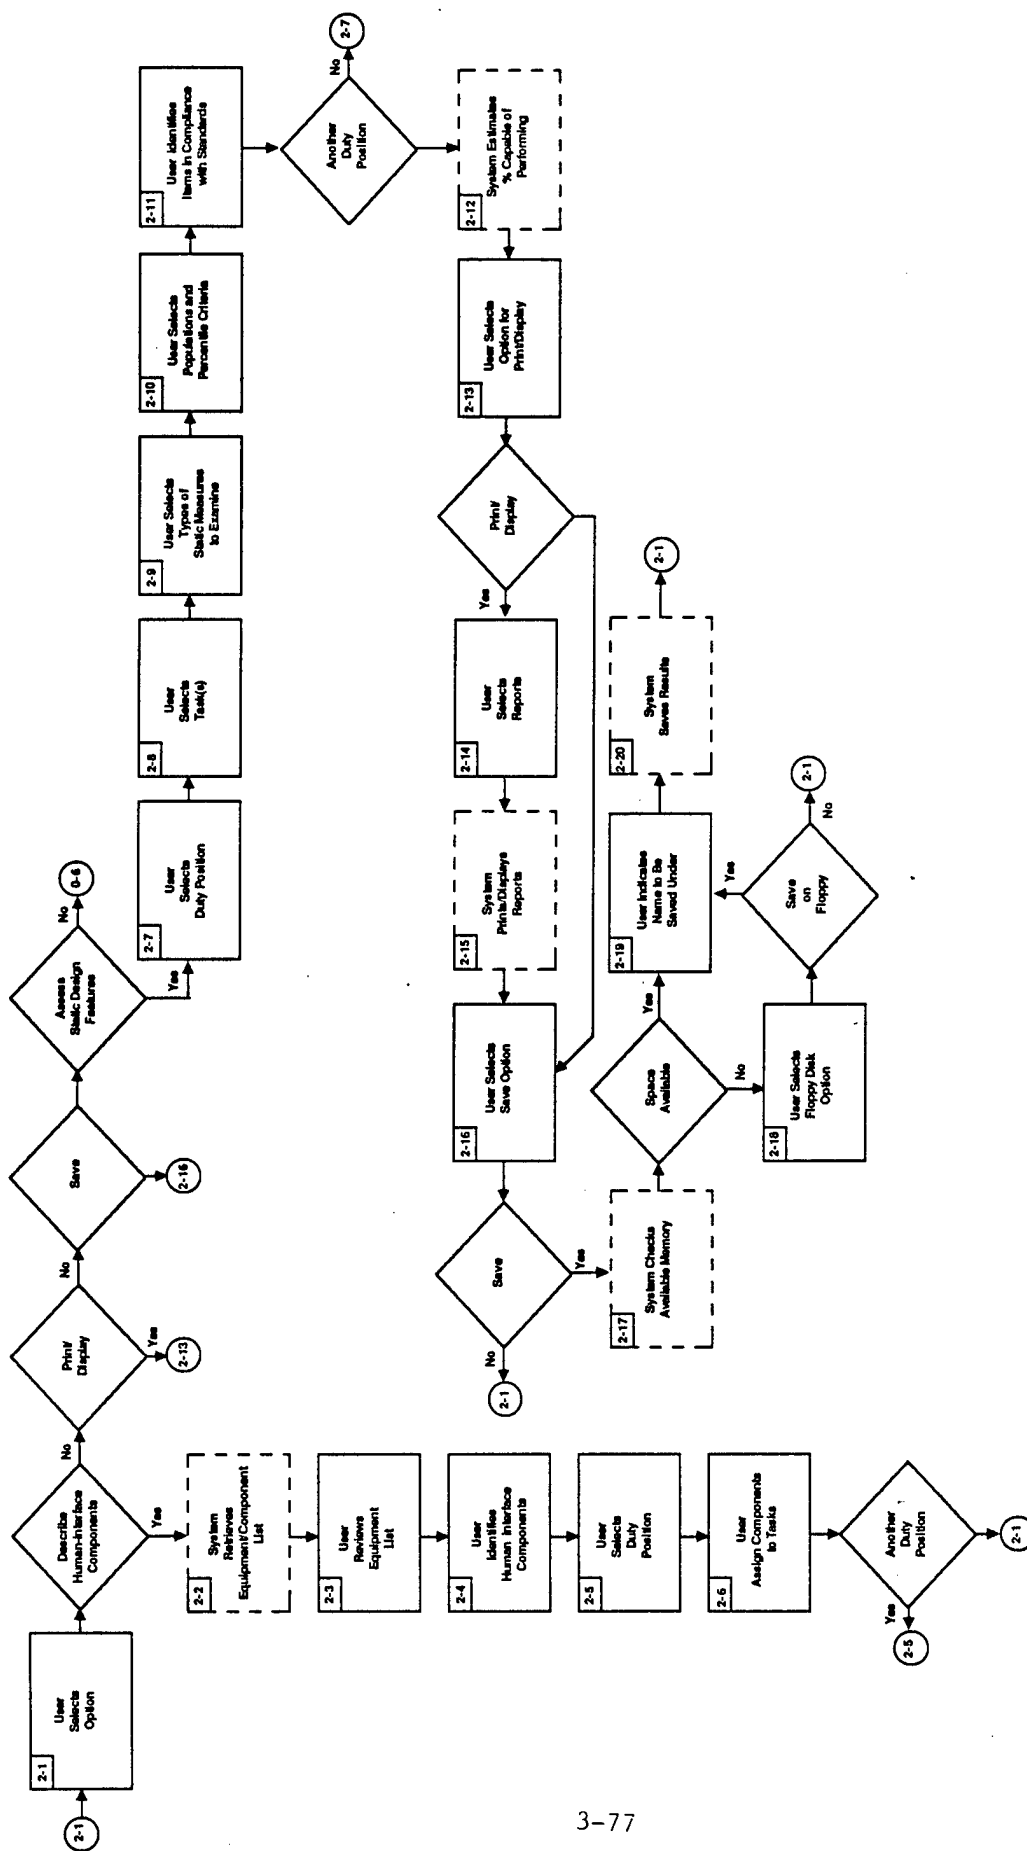 2-1
2-1
User
Selects
Option
Describe
Human-Interface
Components
No
Yes
Print/
Display
No
Yes
2-13
Save
2-16
Assess
Static Design
Features
No
0-6
Yes
2-2
System
Retrieves
Equipment/Component
List
2-3
User
Reviews
Equipment
List
2-4
User
Identifies
Human Interface
Components
2-5
User
Selects
Duty
Position
2-6
User
Assign Components
to Tasks
Another
Duty
Position
Yes
2-5
2-1
2-7
User
Selects
Duty Position
2-8
User
Selects
Task(s)
2-9
User Selects
Types of
Static Measures
to Examine
2-10
User Selects
Populations and
Percentile Criteria
2-11
User Identifies
Items in Compliance
with Standards
Another
Duty
Position
No
2-7
2-12
System Estimates
% Capable of
Performing
2-13
User Selects
Option for
Print/Display
Print/
Display
Yes
2-14
User
Selects
Reports
2-15
System
Prints/Displays
Reports
2-16
User Selects
Save Option
Save
No
2-1
Yes
2-17
System Checks
Available Memory
Space
Available
Yes
No
2-18
User Selects
Floppy Disk
Option
Save
on
Floppy
Yes
No
2-1
2-19
User Indicates
Name to Be
Saved Under
2-20
System
Saves Results
2-1
3-77